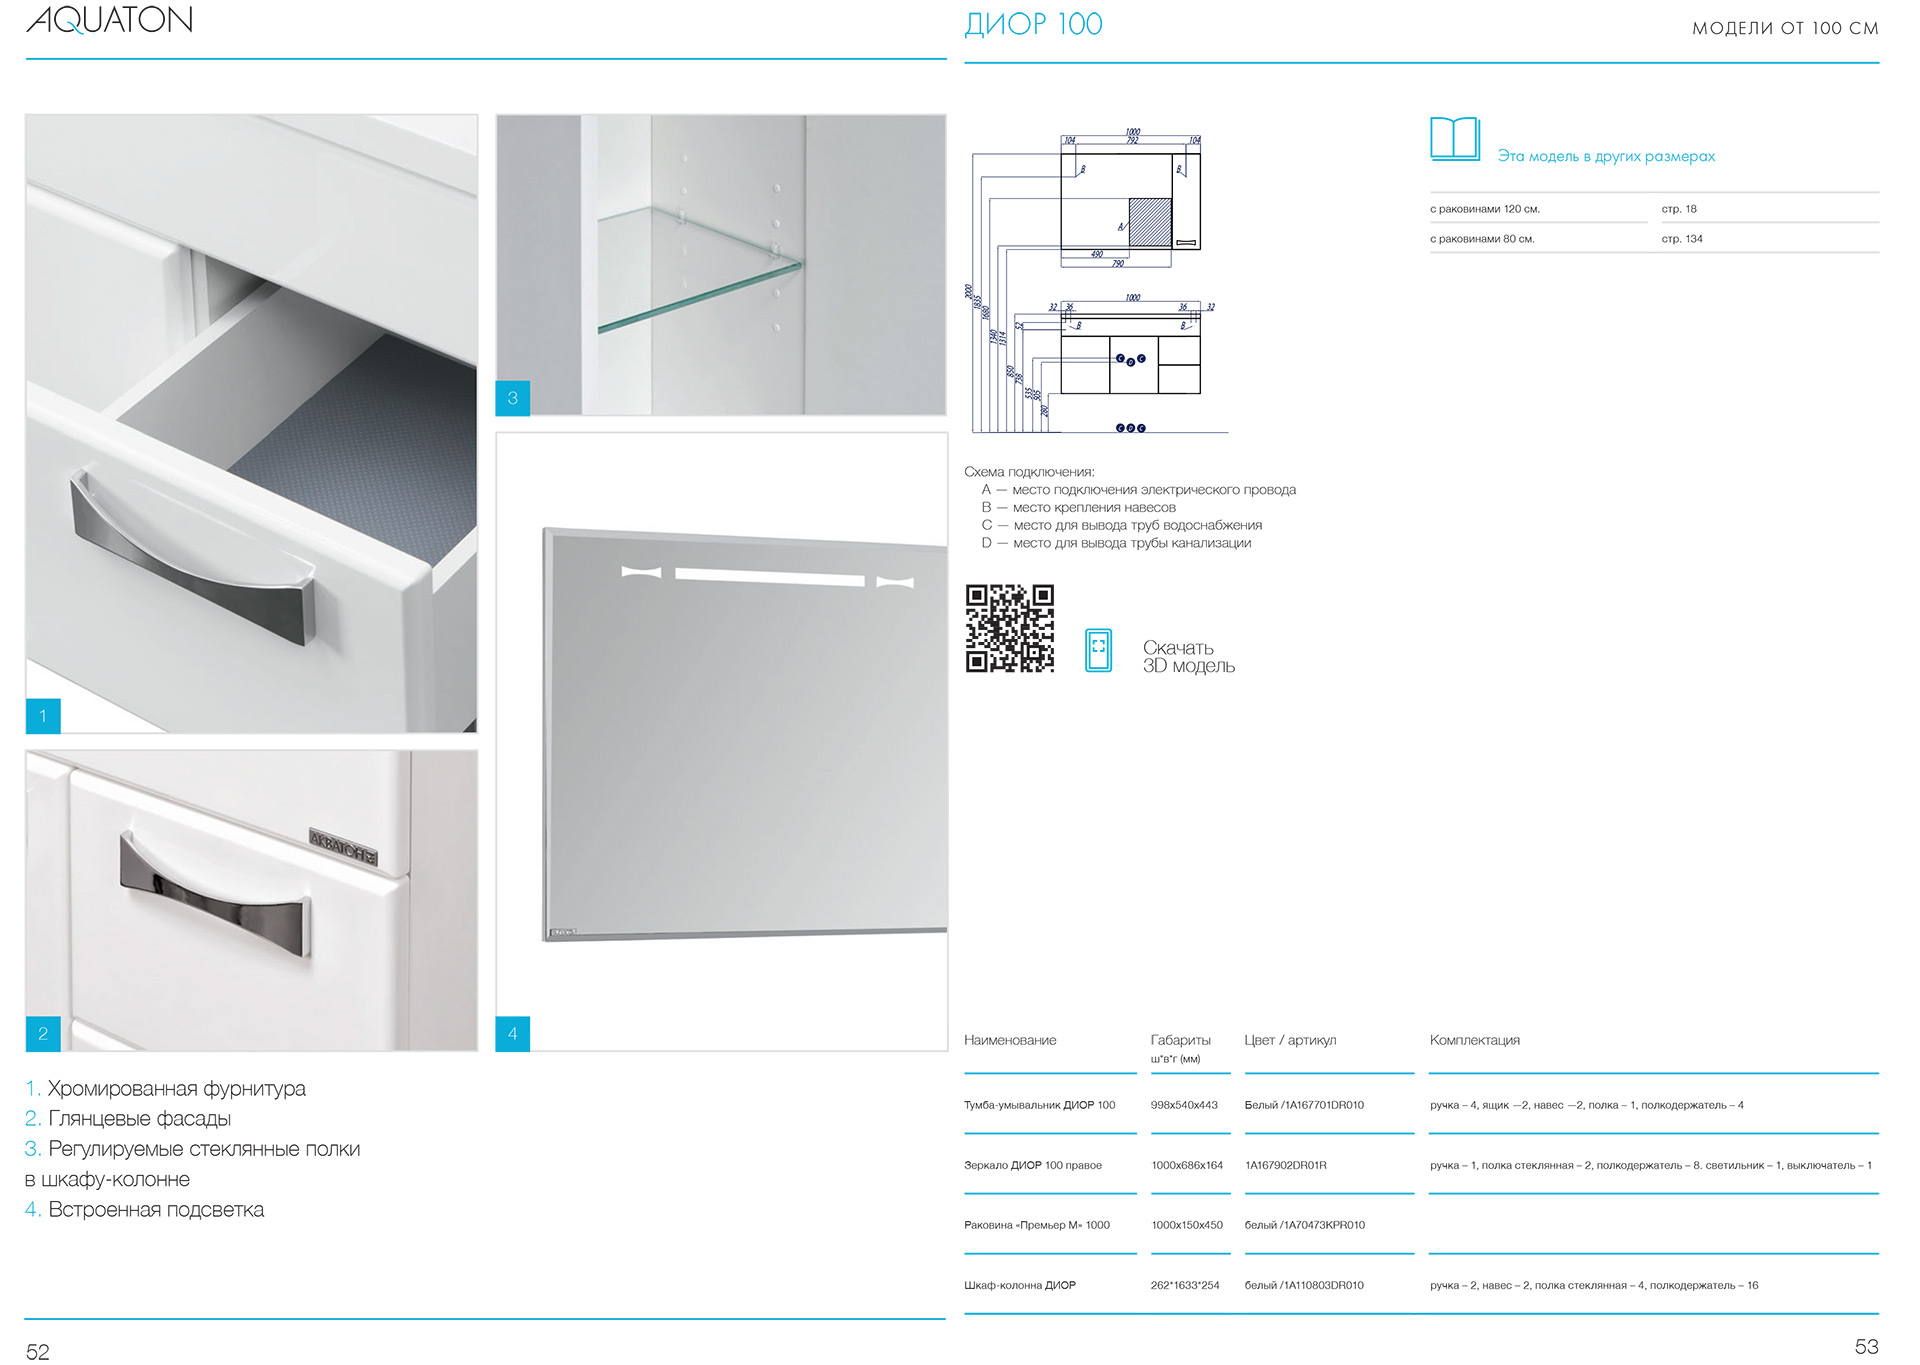 AQUATON
3
1
АКВАТОН
2
4
1. Хромированная фурнитура
2. Глянцевые фасады
3. Регулируемые стеклянные полки
в шкафу-колонне
4. Встроенная подсветка
52
ДИОР 100
МОДЕЛИ ОТ 100 СМ
1000
104 792 104
B B
A
490
790
2000
1835
1680
1340
1314
1000
32 36 36 32
52
B B
850
738
535
505
280
C D C
C D C
Эта модель в других размерах
с раковинами 120 см. стр. 18
с раковинами 80 см. стр. 134
Схема подключения:
A — место подключения электрического провода
B — место крепления навесов
C — место для вывода труб водоснабжения
D — место для вывода трубы канализации
Скачать
3D модель
Наименование Габариты Цвет / артикул Комплектация
ш*в*г (мм)
Тумба-умывальник ДИОР 100 998х540х443 Белый /1A167701DR010 ручка – 4, ящик —2, навес —2, полка – 1, полкодержатель – 4
Зеркало ДИОР 100 правое 1000х686х164 1A167902DR01R ручка – 1, полка стеклянная – 2, полкодержатель – 8. светильник – 1, выключатель – 1
Раковина «Премьер М» 1000 1000х150х450 белый /1A70473KPR010
Шкаф-колонна ДИОР 262*1633*254 белый /1A110803DR010 ручка – 2, навес – 2, полка стеклянная – 4, полкодержатель – 16
53